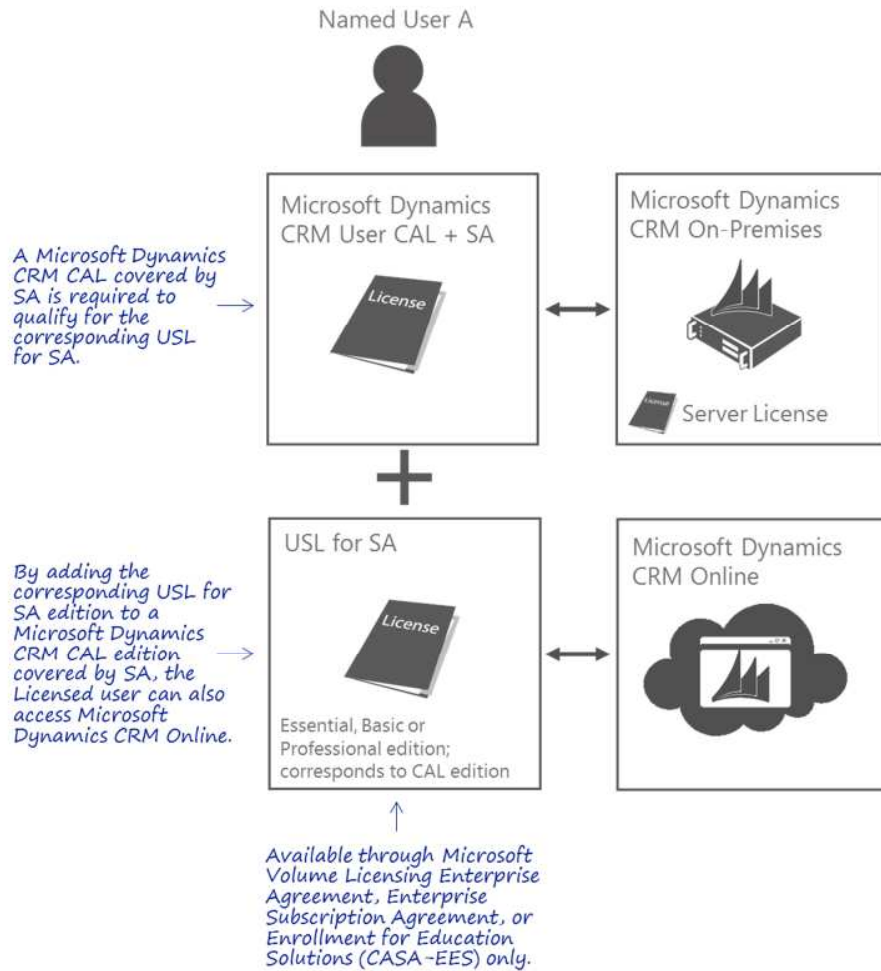 Named User A
Microsoft Dynamics
CRM User CAL + SA
License
Microsoft Dynamics
CRM On-Premises
License
Server License
A Microsoft Dynamics
CRM CAL covered by
SA is required to
qualify for the
corresponding USL
for SA.
USL for SA
License
Essential, Basic or
Professional edition;
corresponds to CAL edition
Microsoft Dynamics
CRM Online
By adding the
corresponding USL for
SA edition to a
Microsoft Dynamics
CRM CAL edition
covered by SA, the
Licensed user can also
access Microsoft
Dynamics CRM Online.
Available through Microsoft
Volume Licensing Enterprise
Agreement, Enterprise
Subscription Agreement, or
Enrollment for Education
Solutions (CASA-EES) only.